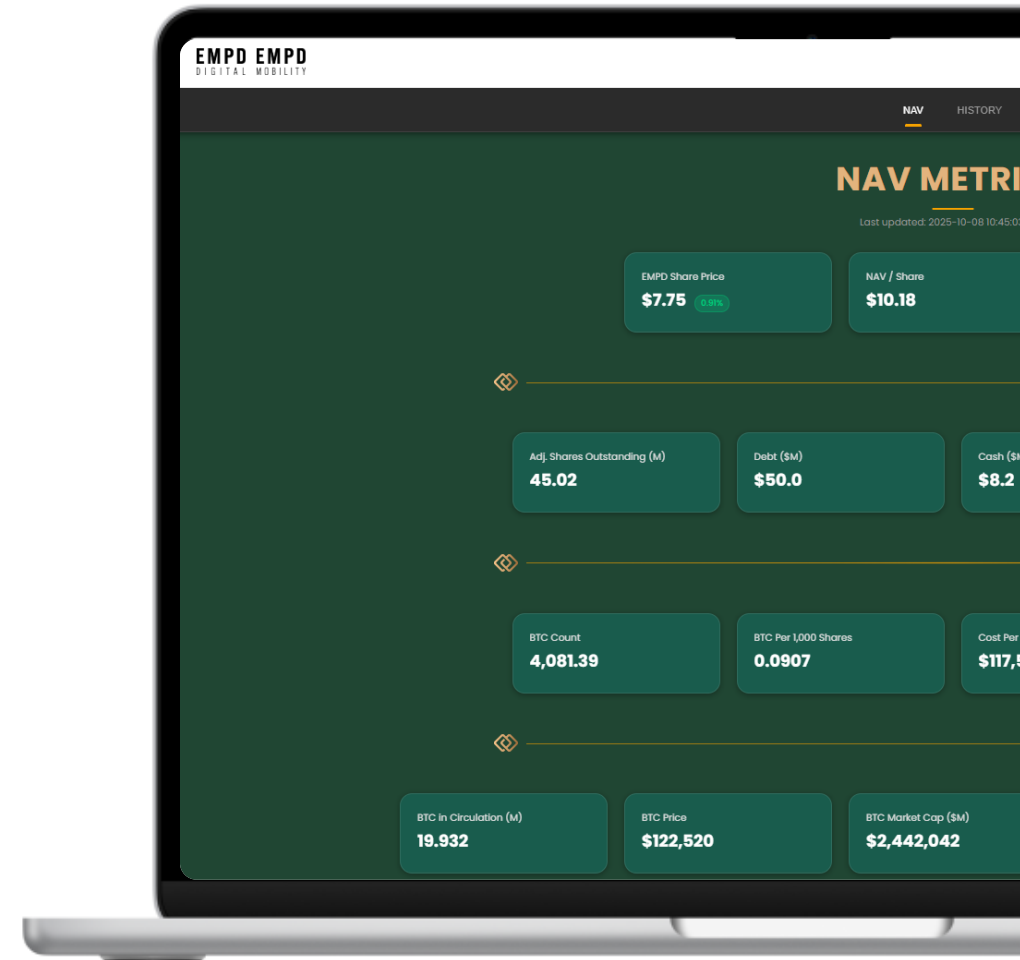 EMPD EMPD
DIGITAL MOBILITY
NAV HISTORY
NAV METRI
Last updated: 2025-10-08 10:45:0
EMPD Share Price
$7.75 0.91%
NAV / Share
$10.18
Adj. Shares Outstanding (M)
45.02
Debt ($M)
$50.0
Cash ($M
$8.2
BTC Count
4,081.39
BTC Per 1,000 Shares
0.0907
Cost Per
$117,5
BTC in Circulation (M)
19.932
BTC Price
$122,520
BTC Market Cap ($M)
$2,442,042